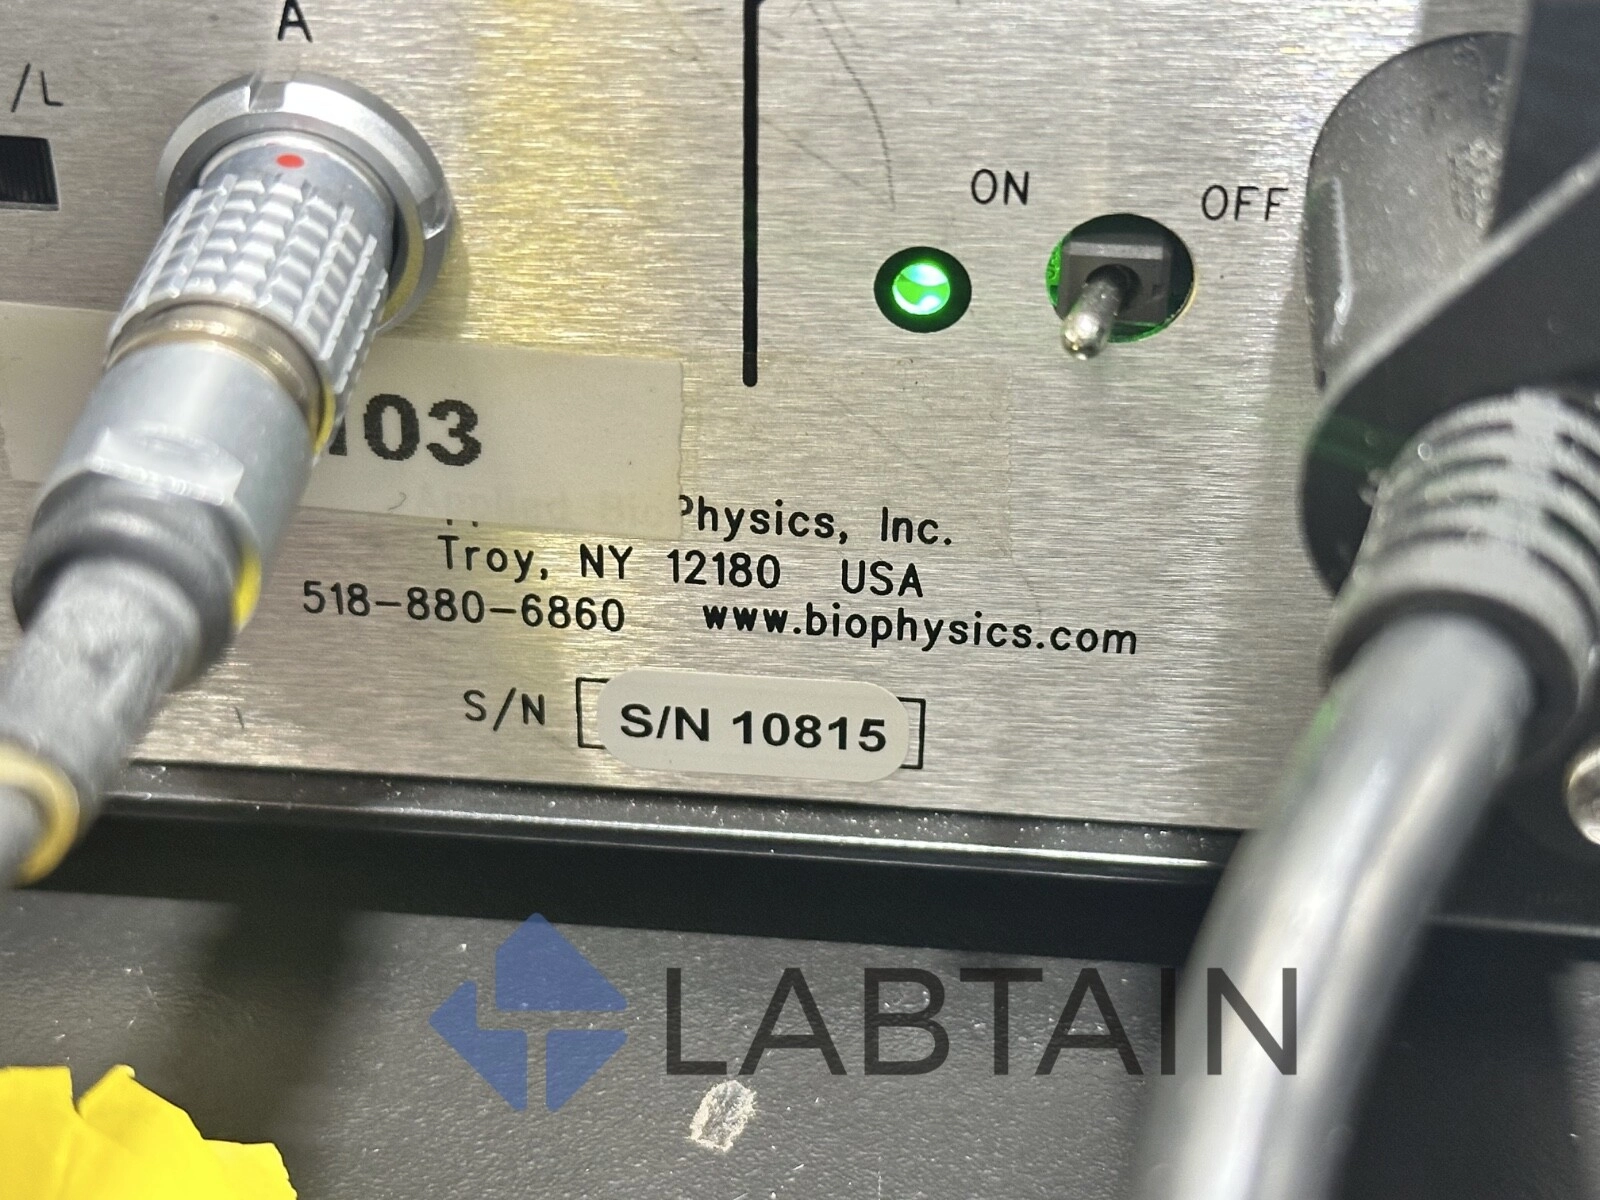 A
/L
ON
OFF
103
Physics, Inc.
Troy, NY 12180 USA
518-880-6860 www.biophysics.com
S/N
S/N 10815
LABTAIN